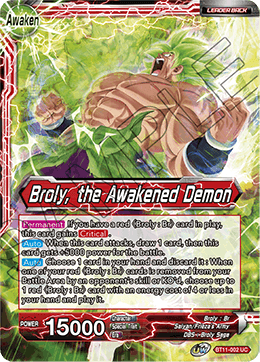 Awaken
LEADER BACK
Broly, the Awakened Demon
Permanent If you have a red 《Broly : Br》 card in play,
this card gains Critical.
Auto When this card attacks, draw 1 card, then this
card gets +5000 power for the battle.
Auto Choose 1 card in your hand and discard it : When
one of your red 《Broly : Br》 cards is removed from your
Battle Area by an opponent's skill or KO'd, choose up to
1 red 《Broly : Br》 card with an energy cost of 6 or less in
your hand and play it.
POWER 15000
Character Broly : Br
Special Trait Saiyan/Frieza's Army
Era DBS-Broly Saga
BT11-002 UC